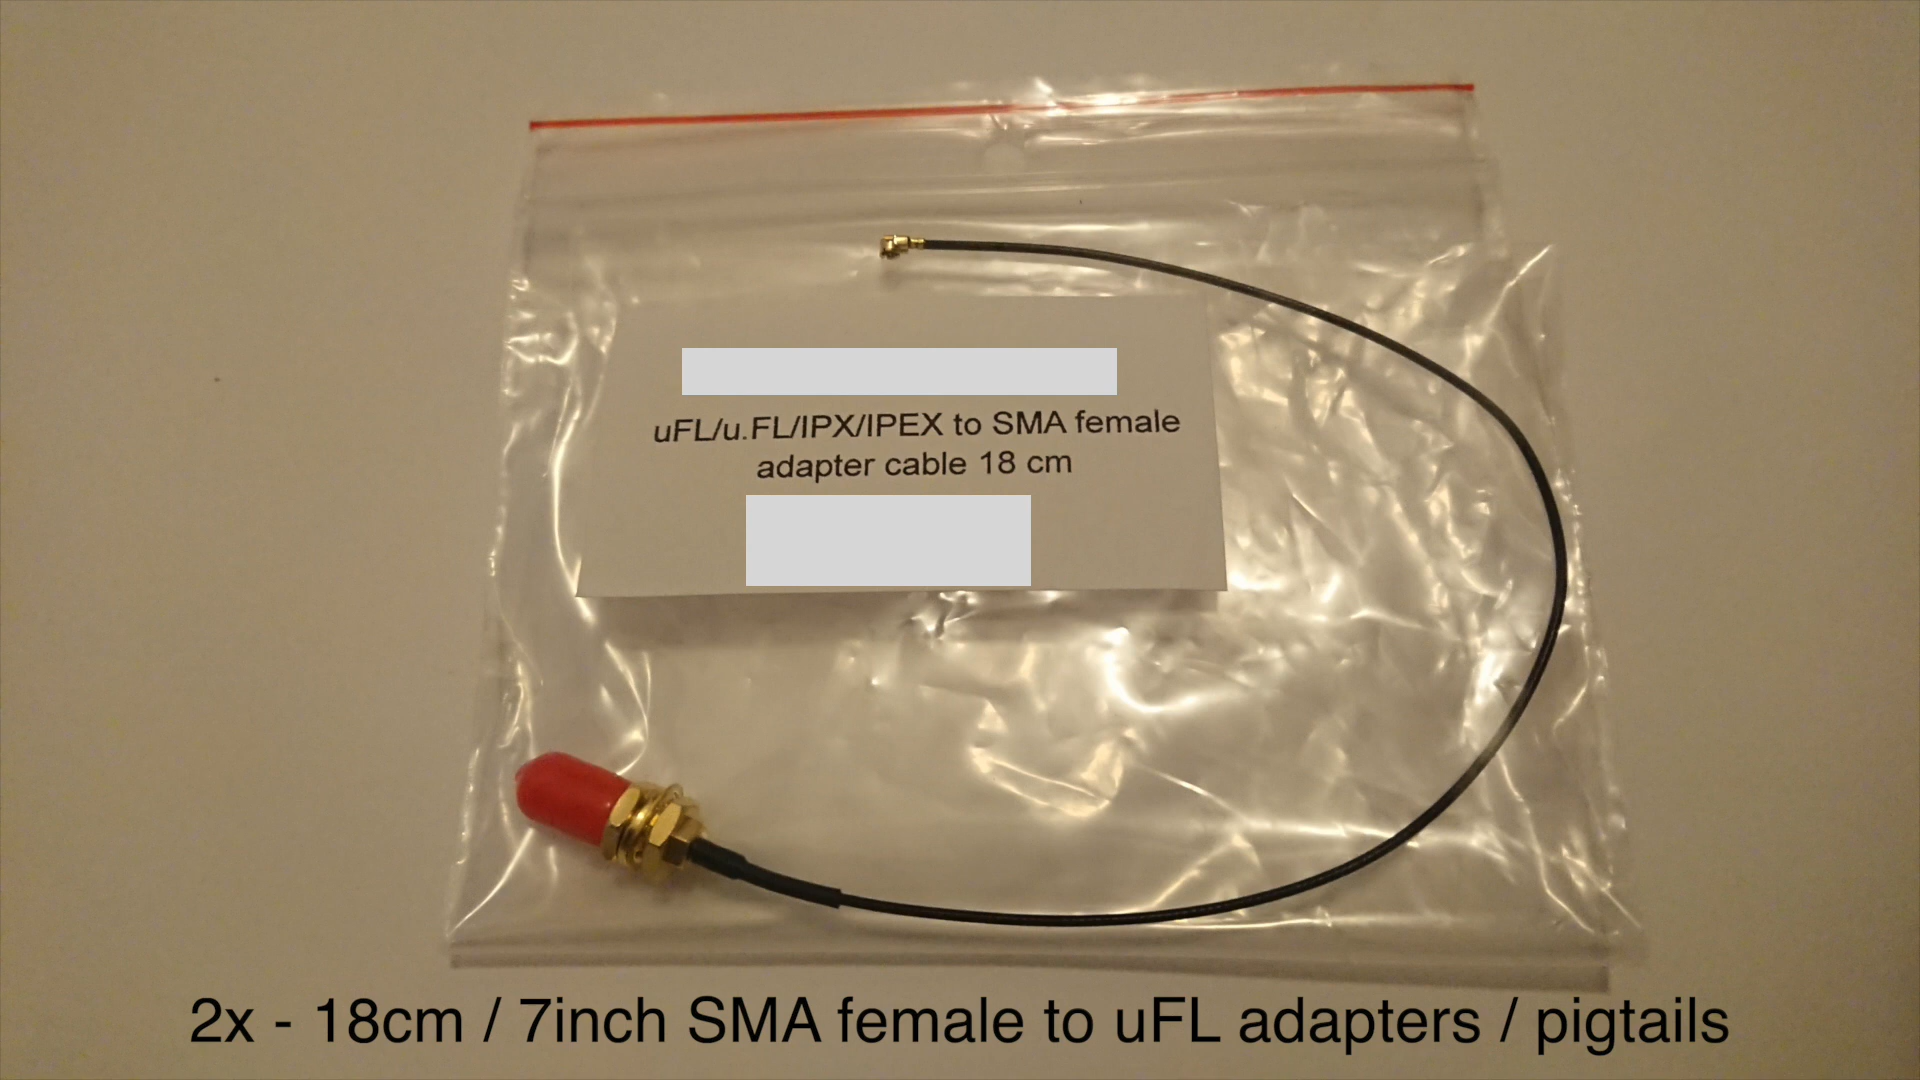 uFL/u.FL/IPX/IPEX to SMA female
adapter cable 18 cm
2x - 18cm / 7inch SMA female to uFL adapters / pigtails